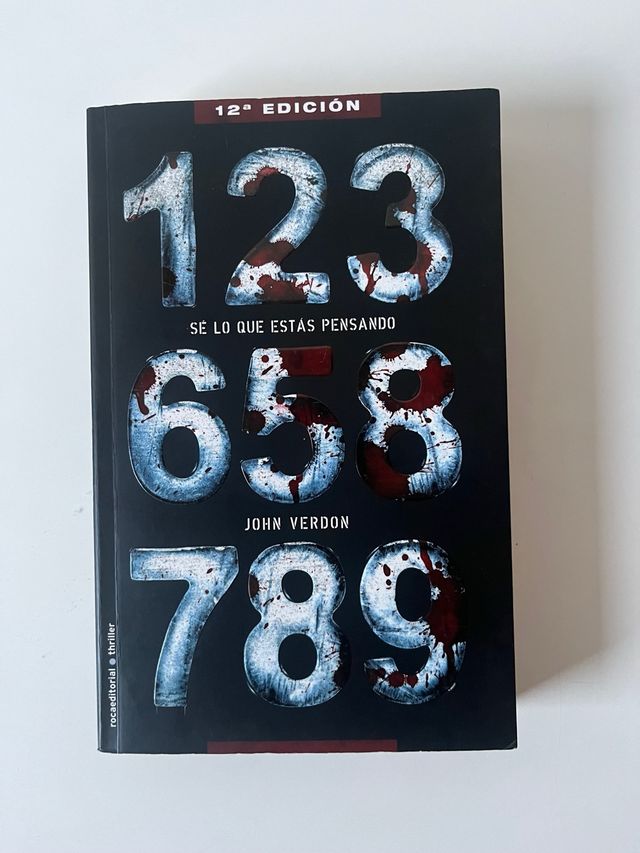 12ª EDICIÓN
123
SÉ LO QUE ESTÁS PENSANDO
658
JOHN VERDON
789
rocaeditorial • thriller